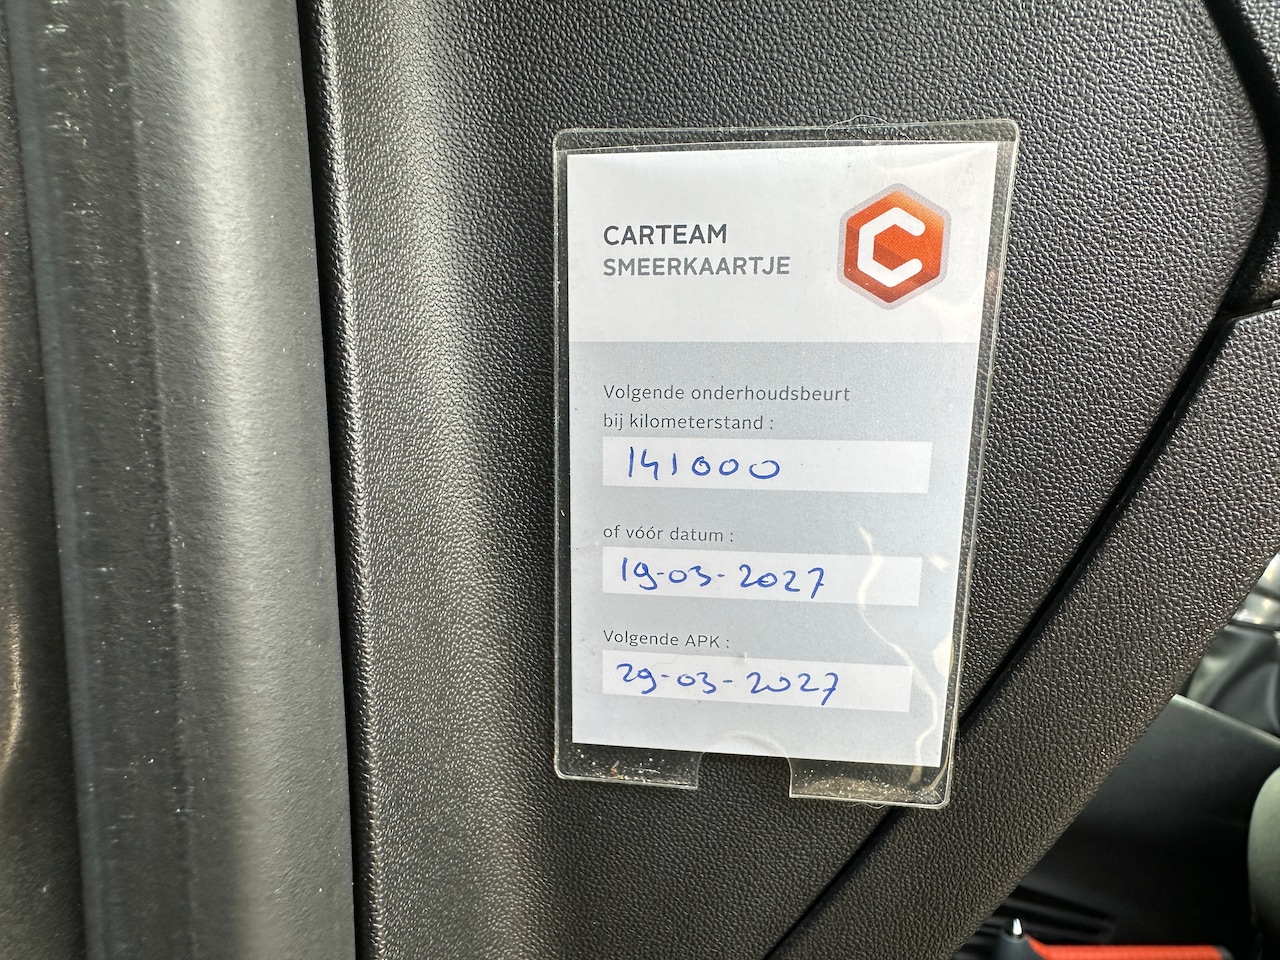 CARTEAM
SMEERKAARTJE
Volgende onderhoudsbeurt
bij kilometerstand :
141000
of vóór datum :
19-03-2027
Volgende APK :
29-03-2027